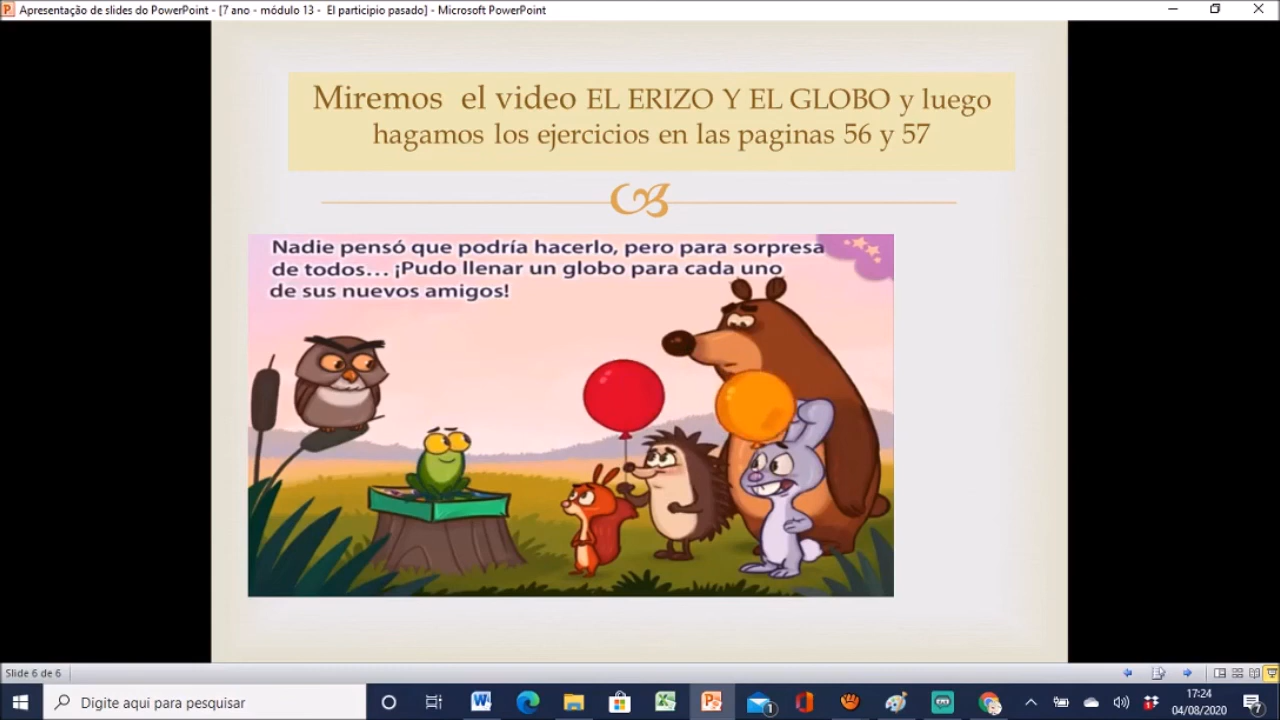 Apresentação de slides do PowerPoint - [7 ano - módulo 13 - El participio pasado] - Microsoft PowerPoint
Miremos el video EL ERIZO Y EL GLOBO y luego
hagamos los ejercicios en las paginas 56 y 57
Nadie pensó que podría hacerlo, pero para sorpresa
de todos... ¡Pudo llenar un globo para cada uno
de sus nuevos amigos!
Slide 6 de 6
Digite aqui para pesquisar
1
17:24
04/08/2020
7